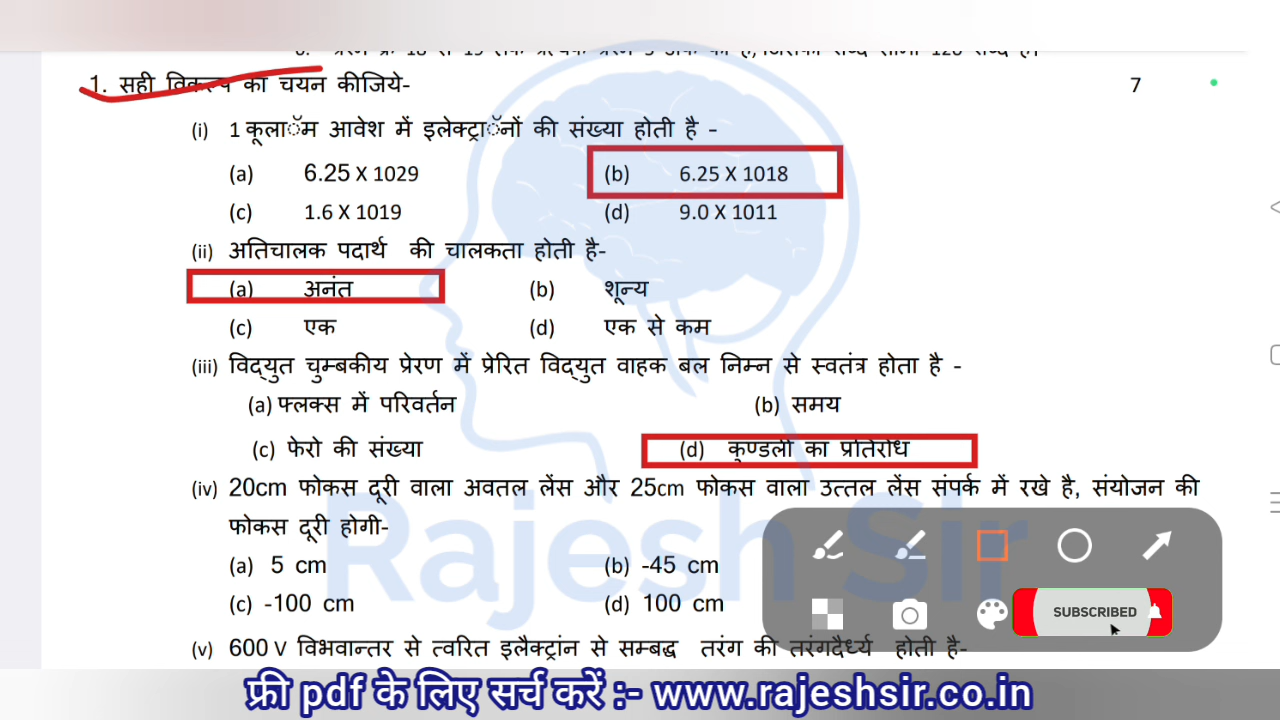 1. सही विकल्प का चयन कीजिये- 7
(i) 1 कूलाॅम आवेश में इलेक्ट्राॅनों की संख्या होती है -
(a) 6.25 X 1029 (b) 6.25 X 1018
(c) 1.6 X 1019 (d) 9.0 X 1011
(ii) अतिचालक पदार्थ की चालकता होती है-
(a) अनंत (b) शून्य
(c) एक (d) एक से कम
(iii) विद्युत चुम्बकीय प्रेरण में प्रेरित विद्युत वाहक बल निम्न से स्वतंत्र होता है -
(a) फ्लक्स में परिवर्तन (b) समय
(c) फेरो की संख्या (d) कुण्डली का प्रतिरोध
(iv) 20cm फोकस दूरी वाला अवतल लेंस और 25cm फोकस वाला उत्तल लेंस संपर्क में रखे है, संयोजन की
फोकस दूरी होगी-
(a) 5 cm (b) -45 cm
(c) -100 cm (d) 100 cm
(v) 600 V विभवान्तर से त्वरित इलैक्ट्रांन से सम्बद्ध तरंग की तरंगदैर्ध्य होती है-
Rajesh Sir
SUBSCRIBED
फ्री pdf के लिए सर्च करें :- www.rajeshsir.co.in